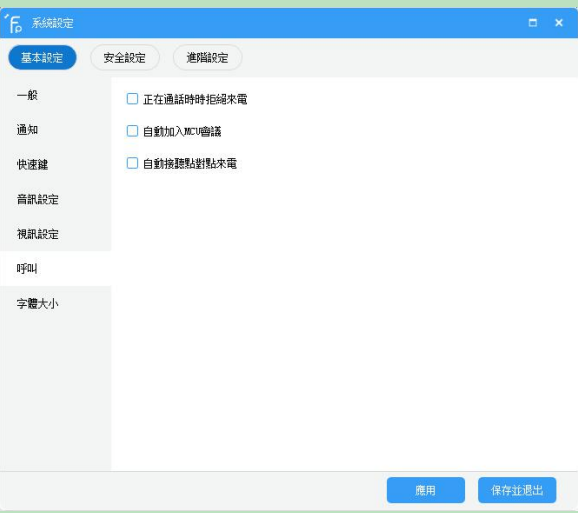 Fp 系統設定
基本設定 安全設定 進階設定
一般
通知
快速鍵
音訊設定
視訊設定
呼叫
字體大小
正在通話時時拒絕來電
自動加入MCU會議
自動接聽點對點來電
應用 保存並退出